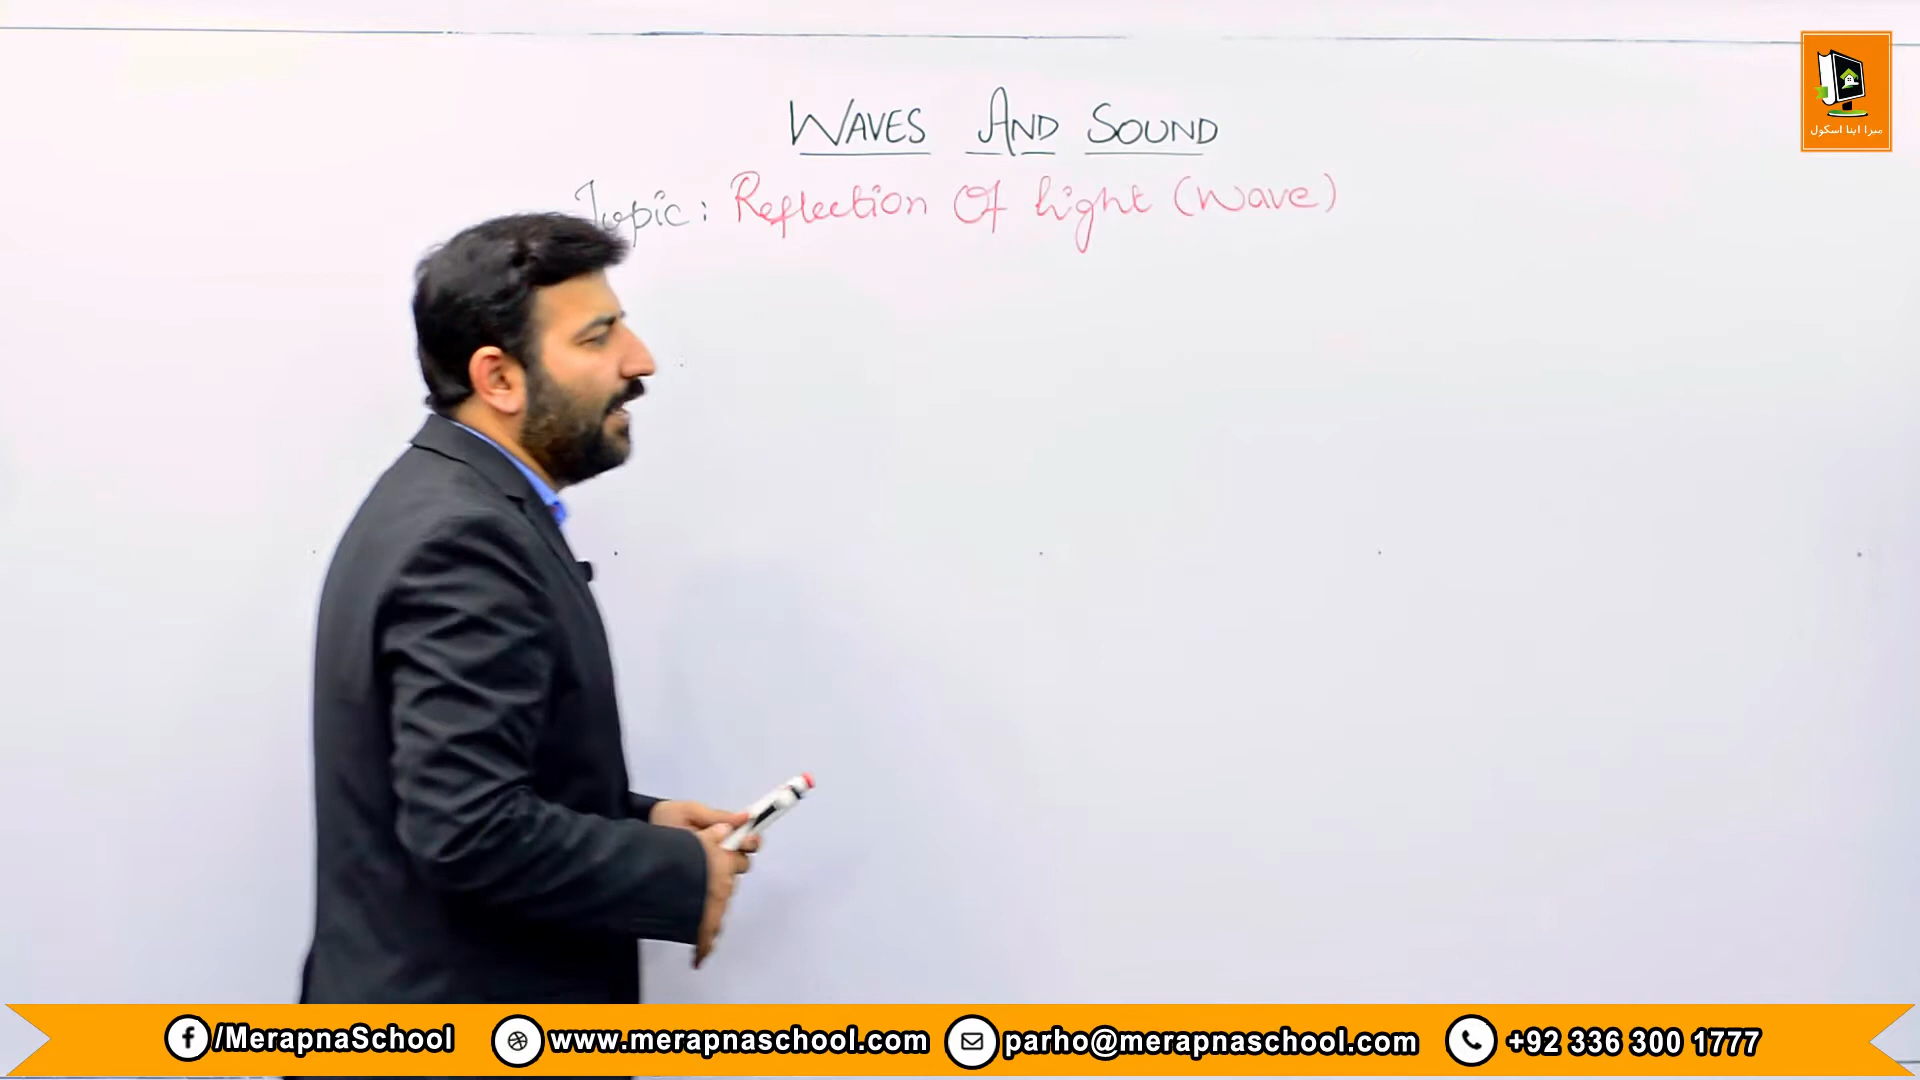 WAVES AND SOUND
Topic: Reflection Of Light (Wave)
میرا اپنا اسکول
/MerapnaSchool
www.merapnaschool.com
parho@merapnaschool.com
+92 336 300 1777